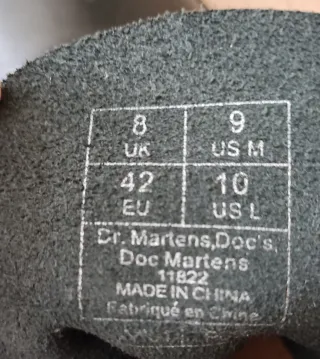 8 9
UK US M
42 10
EU US L
Dr. Martens,Doc's,
Doc Martens
11822
MADE IN CHINA
Fabriqué en Chine